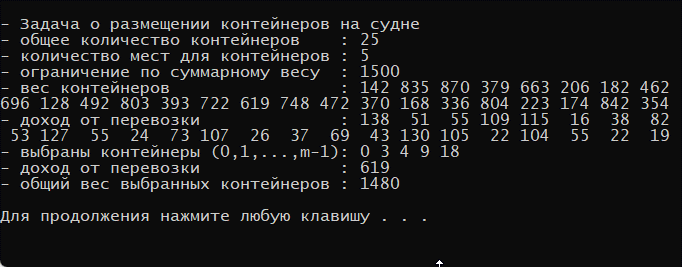 - Задача о размещении контейнеров на судне
- общее количество контейнеров : 25
- количество мест для контейнеров : 5
- ограничение по суммарному весу : 1500
- вес контейнеров : 142 835 870 379 663 206 182 462
696 128 492 803 393 722 619 748 472 370 168 336 804 223 174 842 354
- доход от перевозки : 138 51 55 109 115 16 38 82
53 127 55 24 73 107 26 37 69 43 130 105 22 104 55 22 19
- выбраны контейнеры (0,1,...,m-1): 0 3 4 9 18
- доход от перевозки : 619
- общий вес выбранных контейнеров : 1480
Для продолжения нажмите любую клавишу . . .